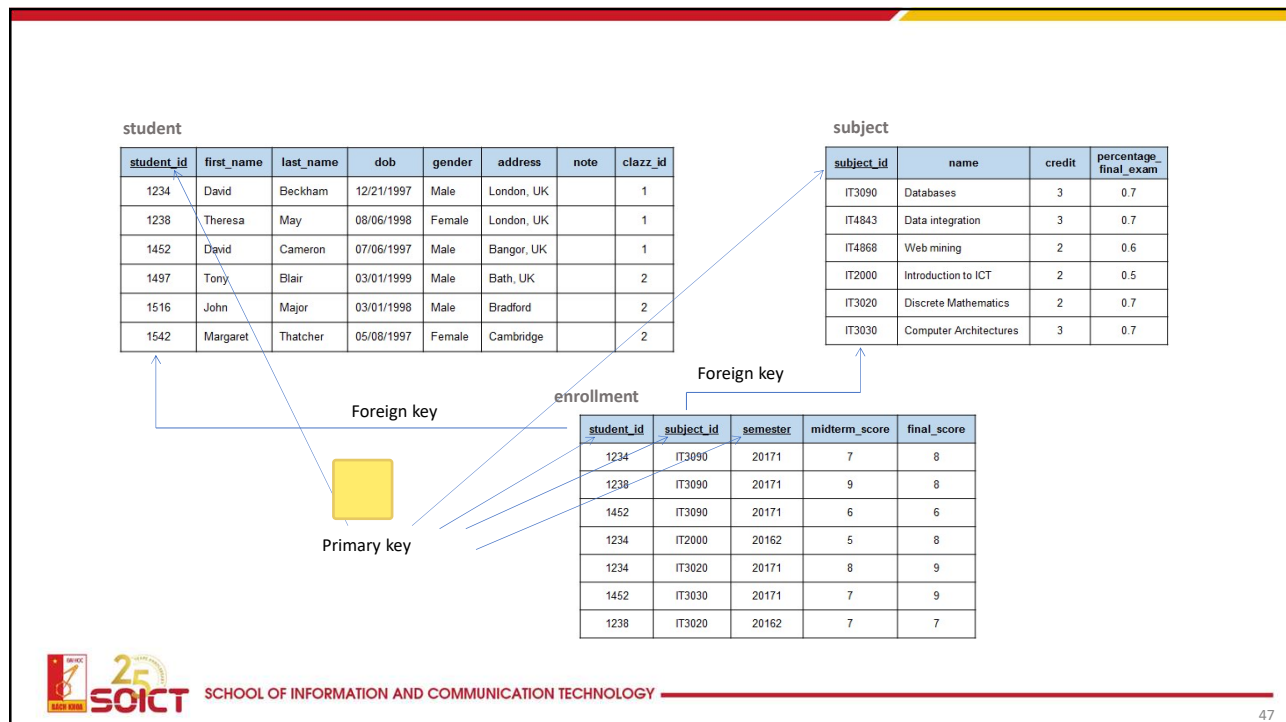 student
student_id first_name last_name dob gender address note clazz_id
1234 David Beckham 12/21/1997 Male London, UK 1
1238 Theresa May 08/06/1998 Female London, UK 1
1452 David Cameron 07/06/1997 Male Bangor, UK 1
1497 Tony Blair 03/01/1999 Male Bath, UK 2
1516 John Major 03/01/1998 Male Bradford 2
1542 Margaret Thatcher 05/08/1997 Female Cambridge 2
subject
subject_id name credit percentage_
final_exam
IT3090 Databases 3 0.7
IT4843 Data integration 3 0.7
IT4868 Web mining 2 0.6
IT2000 Introduction to ICT 2 0.5
IT3020 Discrete Mathematics 2 0.7
IT3030 Computer Architectures 3 0.7
Foreign key
Foreign key
enrollment
student_id subject_id semester midterm_score final_score
1234 IT3090 20171 7 8
1238 IT3090 20171 9 8
1452 IT3090 20171 6 6
1234 IT2000 20162 5 8
1234 IT3020 20171 8 9
1452 IT3030 20171 7 9
1238 IT3020 20162 7 7
Primary key
ĐẠI HỌC
BÁCH KHOA
25
SOICT
SCHOOL OF INFORMATION AND COMMUNICATION TECHNOLOGY
47